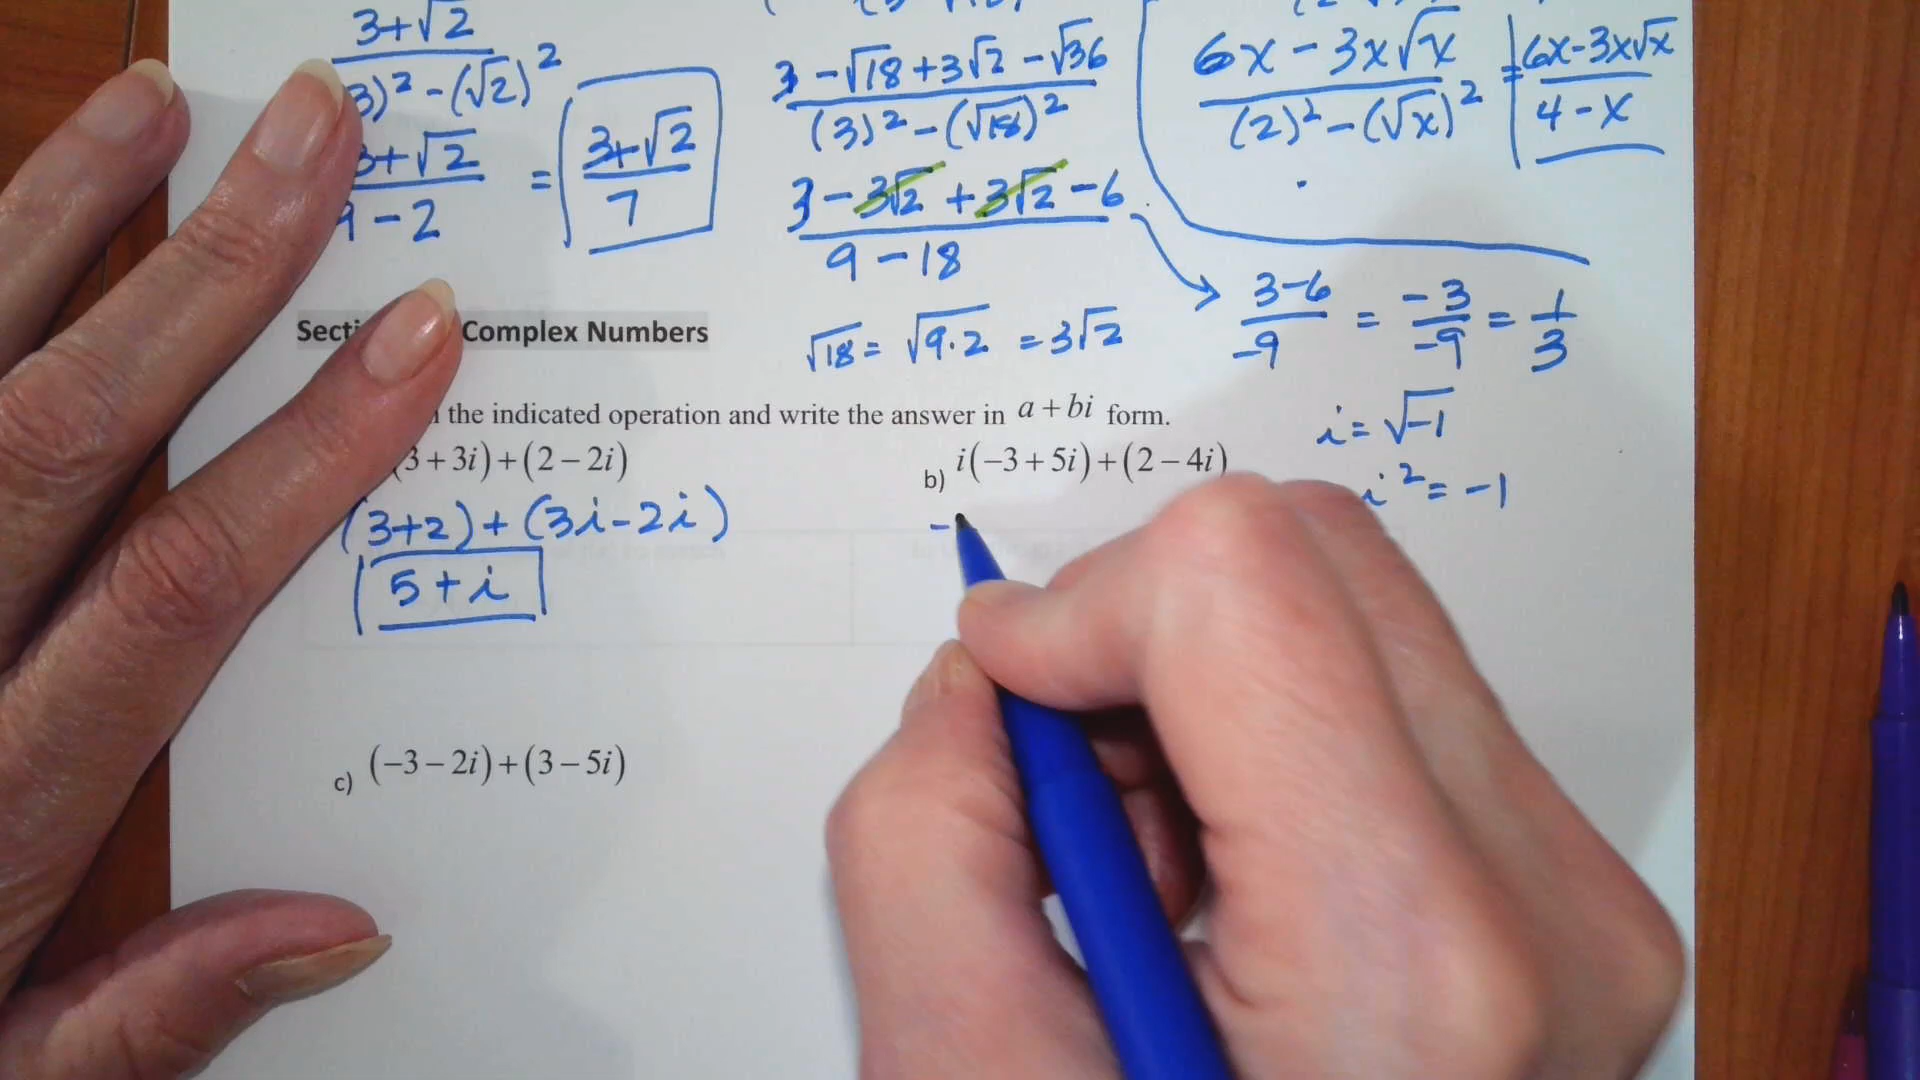 3+√2
3)² - (√2)²
3+√2
9 - 2
= 3+√2
7
3 - √18 + 3√2 - √36
(3)² - (√18)²
3 - 3√2 + 3√2 - 6
9 - 18
√18 = √9·2 = 3√2
6x - 3x√x
(2)² - (√x)²
= 6x - 3x√x
4 - x
3-6
-9
= -3
-9
= 1
3
Complex Numbers
the indicated operation and write the answer in a + bi form.
i = √-1
i² = -1
(3+3i)+(2−2i)
(3+2) + (3i-2i)
5 + i
b) i(−3+5i)+(2−4i)
-
c) (−3−2i)+(3−5i)